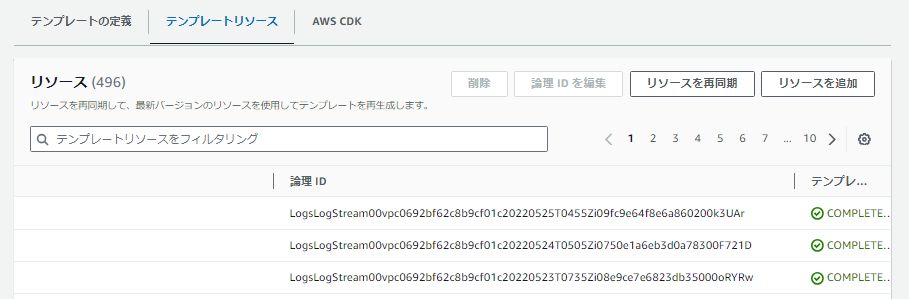 テンプレートの定義 テンプレートリソース AWS CDK
リソース (496) 削除 論理 ID を編集 リソースを再同期 リソースを追加
リソースを再同期して、最新バージョンのリソースを使用してテンプレートを再生成します。
テンプレートリソースをフィルタリング 1 2 3 4 5 6 7 ... 10
論理 ID テンプレ...
LogsLogStream00vpc0692bf62c8b9cf01c20220525T0455Zi09fc9e64f8e6a860200k3UAr COMPLETE...
LogsLogStream00vpc0692bf62c8b9cf01c20220524T0505Zi0750e1a6eb3d0a78300F721D COMPLETE...
LogsLogStream00vpc0692bf62c8b9cf01c20220523T0735Zi08e9ce7e6823db35000oRYRw COMPLETE...